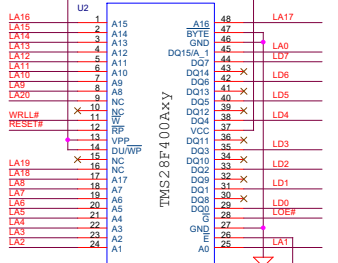 U2
LA16 1 A15 A16 48 LA17
LA15 2 A14 BYTE 47
LA14 3 A13 GND 46
LA13 4 A12 DQ15/A_1 45 LA0
LA12 5 A11 DQ7 44 LD7
LA11 6 A10 DQ14 43
LA10 7 A9 DQ6 42 LD6
LA9 8 A8 DQ13 41
LA20 9 NC DQ5 40 LD5
10 NC DQ12 39
WRLL# 11 W DQ4 38 LD4
RESET# 12 RP VCC 37
13 VPP DQ11 36
14 DU/WP DQ3 35 LD3
15 NC DQ10 34
LA19 16 NC DQ2 33 LD2
LA18 17 A17 DQ9 32
LA8 18 A7 DQ1 31 LD1
LA7 19 A6 DQ8 30
LA6 20 A5 DQ0 29 LD0
LA5 21 A4 G 28 LOE#
LA4 22 A3 GND 27
LA3 23 A2 E 26
LA2 24 A1 A0 25 LA1
TMS28F400Axy